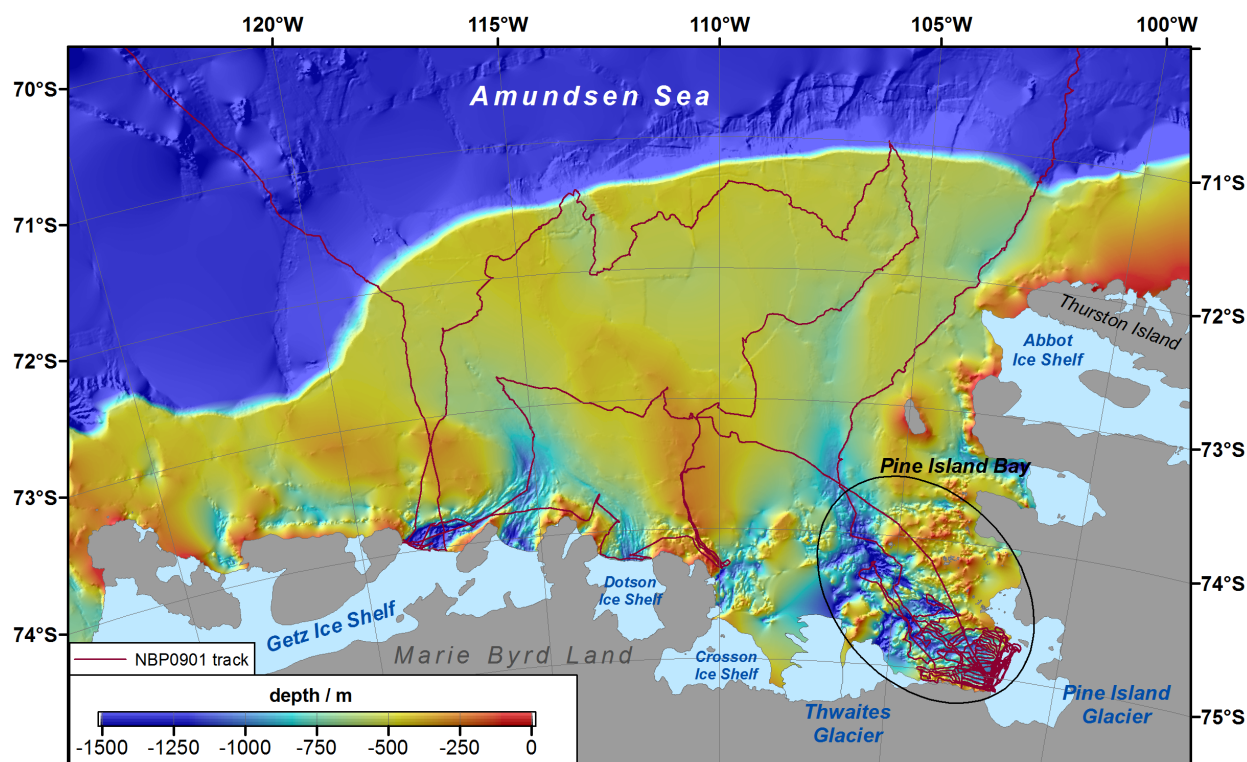 120°W 115°W 110°W 105°W 100°W
70°S
Amundsen Sea
71°S
71°S
72°S
Thurston Island
72°S
Abbot
Ice Shelf
73°S
Pine Island Bay
73°S
74°S
Dotson
Ice Shelf
Getz Ice Shelf
74°S
Marie Byrd Land
Crosson
Ice Shelf
NBP0901 track
Pine Island
Glacier
Thwaites
Glacier
75°S
depth / m
-1500 -1250 -1000 -750 -500 -250 0